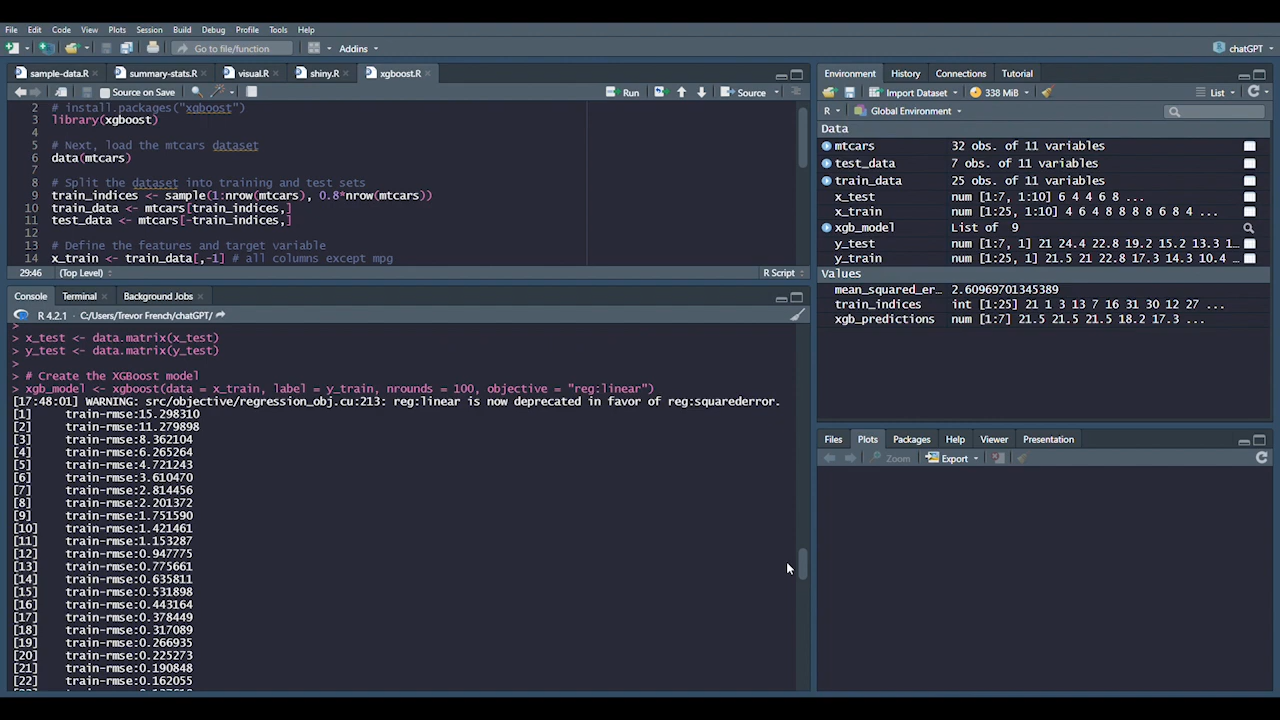 File Edit Code View Plots Session Build Debug Profile Tools Help
Go to file/function Addins chatGPT
sample-data.R summary-stats.R visual.R shiny.R xgboost.R
Source on Save Run Source
2 # install.packages("xgboost")
3 library(xgboost)
4
5 # Next, load the mtcars dataset
6 data(mtcars)
7
8 # Split the dataset into training and test sets
9 train_indices <- sample(1:nrow(mtcars), 0.8*nrow(mtcars))
10 train_data <- mtcars[train_indices,]
11 test_data <- mtcars[-train_indices,]
12
13 # Define the features and target variable
14 x_train <- train_data[,-1] # all columns except mpg
29:46 (Top Level) R Script
Console Terminal Background Jobs
R 4.2.1 · C:/Users/Trevor French/chatGPT/
>
> x_test <- data.matrix(x_test)
> y_test <- data.matrix(y_test)
>
> # Create the XGBoost model
> xgb_model <- xgboost(data = x_train, label = y_train, nrounds = 100, objective = "reg:linear")
[17:48:01] WARNING: src/objective/regression_obj.cu:213: reg:linear is now deprecated in favor of reg:squarederror.
[1] train-rmse:15.298310
[2] train-rmse:11.279898
[3] train-rmse:8.362104
[4] train-rmse:6.265264
[5] train-rmse:4.721243
[6] train-rmse:3.610470
[7] train-rmse:2.814456
[8] train-rmse:2.201372
[9] train-rmse:1.751590
[10] train-rmse:1.421461
[11] train-rmse:1.153287
[12] train-rmse:0.947775
[13] train-rmse:0.775661
[14] train-rmse:0.635811
[15] train-rmse:0.531898
[16] train-rmse:0.443164
[17] train-rmse:0.378449
[18] train-rmse:0.317089
[19] train-rmse:0.266935
[20] train-rmse:0.225273
[21] train-rmse:0.190848
[22] train-rmse:0.162055
Environment History Connections Tutorial
Import Dataset 338 MiB List
R Global Environment
Data
mtcars 32 obs. of 11 variables
test_data 7 obs. of 11 variables
train_data 25 obs. of 11 variables
x_test num [1:7, 1:10] 6 4 4 6 8 ...
x_train num [1:25, 1:10] 4 6 4 8 8 8 8 6 8 4 ...
xgb_model List of 9
y_test num [1:7, 1] 21 24.4 22.8 19.2 15.2 13.3 1...
y_train num [1:25, 1] 21.5 21 22.8 17.3 14.3 10.4 ...
Values
mean_squared_er... 2.60969701345389
train_indices int [1:25] 21 1 3 13 7 16 31 30 12 27 ...
xgb_predictions num [1:7] 21.5 21.5 21.5 18.2 17.3 ...
Files Plots Packages Help Viewer Presentation
Zoom Export